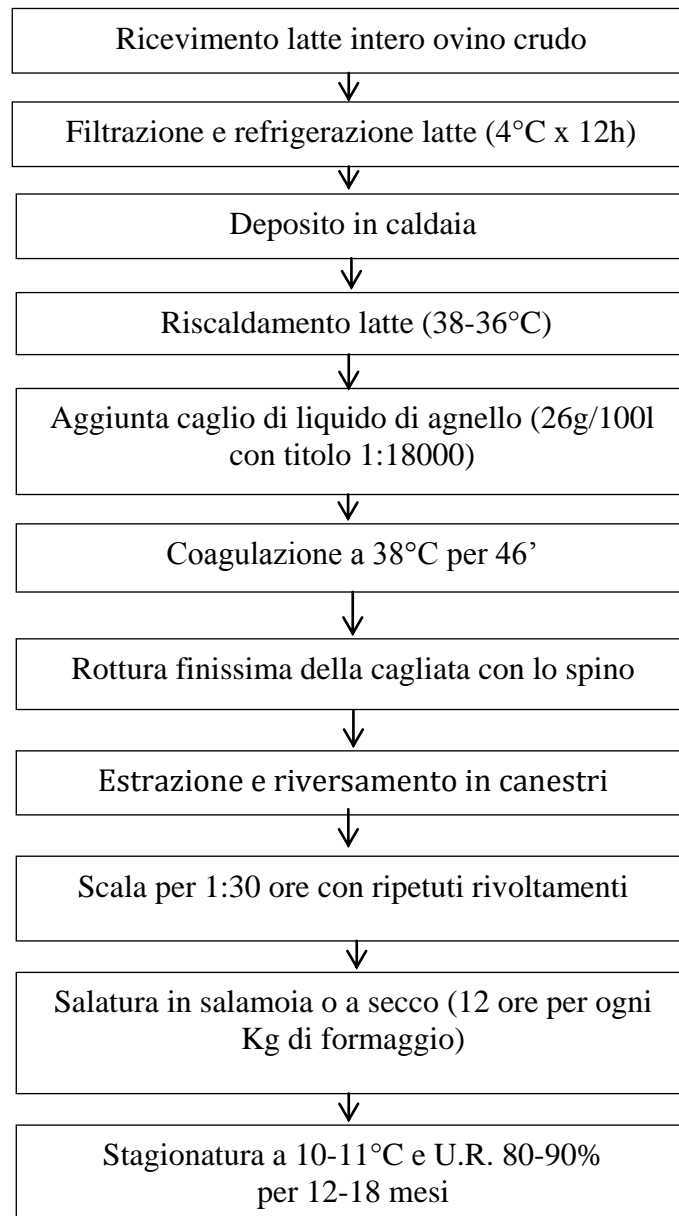 Ricevimento latte intero ovino crudo
Filtrazione e refrigerazione latte (4°C x 12h)
Deposito in caldaia
Riscaldamento latte (38-36°C)
Aggiunta caglio di liquido di agnello (26g/100l
con titolo 1:18000)
Coagulazione a 38°C per 46’
Rottura finissima della cagliata con lo spino
Estrazione e riversamento in canestri
Scala per 1:30 ore con ripetuti rivoltamenti
Salatura in salamoia o a secco (12 ore per ogni
Kg di formaggio)
Stagionatura a 10-11°C e U.R. 80-90%
per 12-18 mesi